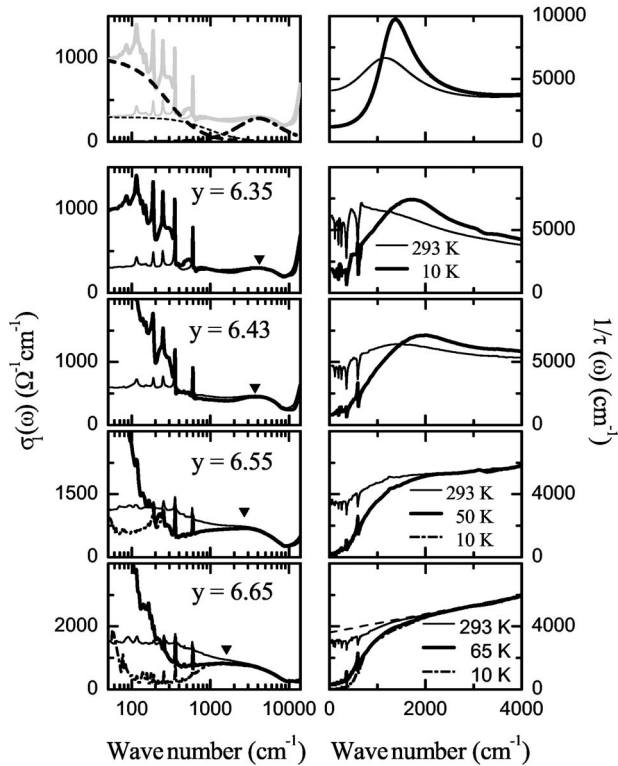 1000
0
10000
5000
0
y = 6.35
1000
0
293 K
10 K
5000
0
y = 6.43
1000
0
5000
0
y = 6.55
1500
0
293 K
50 K
10 K
4000
0
y = 6.65
2000
0
293 K
65 K
10 K
4000
0
100 1000 10000
0 2000 4000
Wave number (cm⁻¹)
Wave number (cm⁻¹)
σ₁(ω) (Ω⁻¹cm⁻¹)
1/τ (ω) (cm⁻¹)